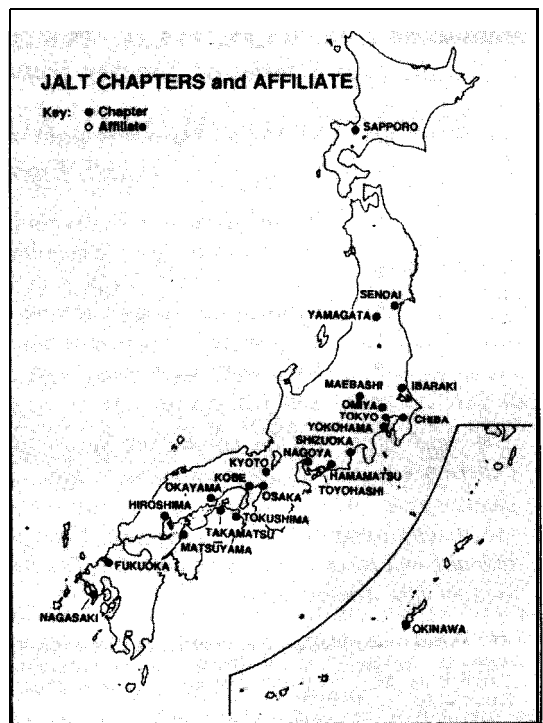 JALT CHAPTERS and AFFILIATE
Key: ● Chapter
○ Affiliate
SAPPORO
SENDAI
YAMAGATA
MAEBASHI
IBARAKI
OMIYA
TOKYO
CHIBA
YOKOHAMA
SHIZUOKA
NAGOYA
KYOTO
HAMAMATSU
KOBE
TOYOHASHI
OKAYAMA
OSAKA
HIROSHIMA
TOKUSHIMA
TAKAMATSU
MATSUYAMA
FUKUOKA
NAGASAKI
OKINAWA